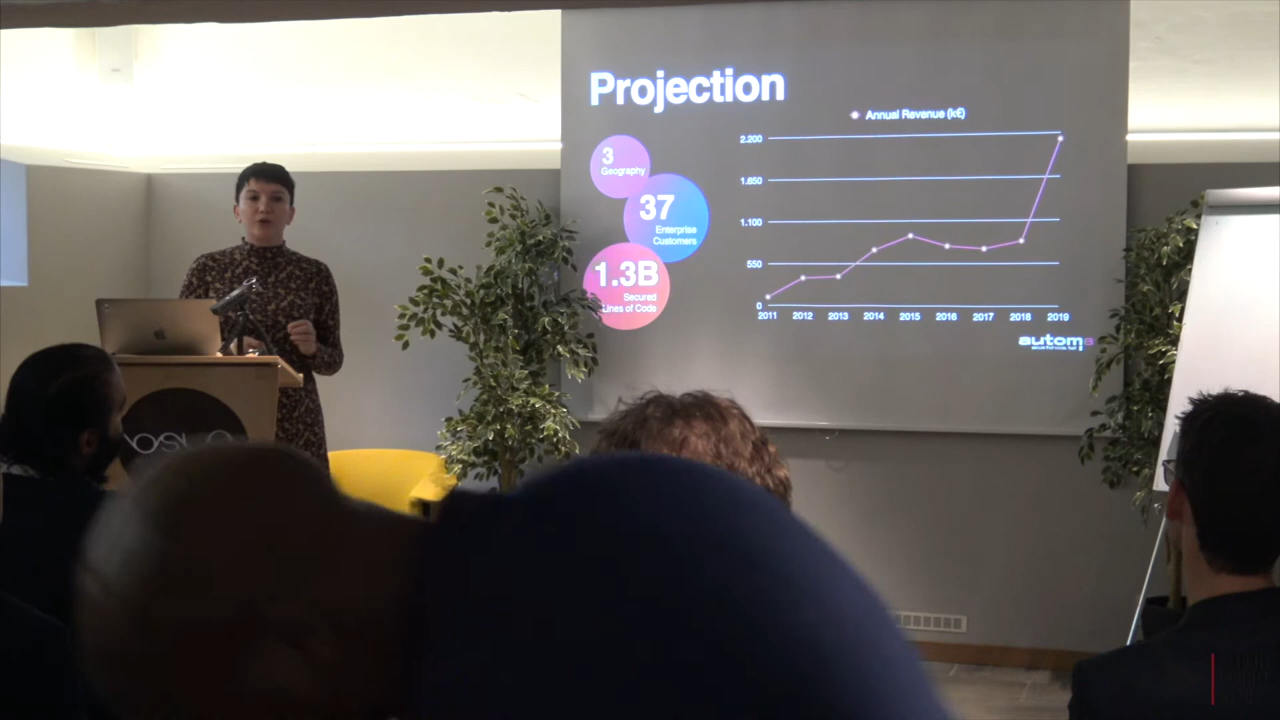 Projection
3
Geography
37
Enterprise
Customers
1.3B
Secured
Lines of Code
Annual Revenue (k€)
2.200
1.650
1.100
550
0
2011 2012 2013 2014 2015 2016 2017 2018 2019